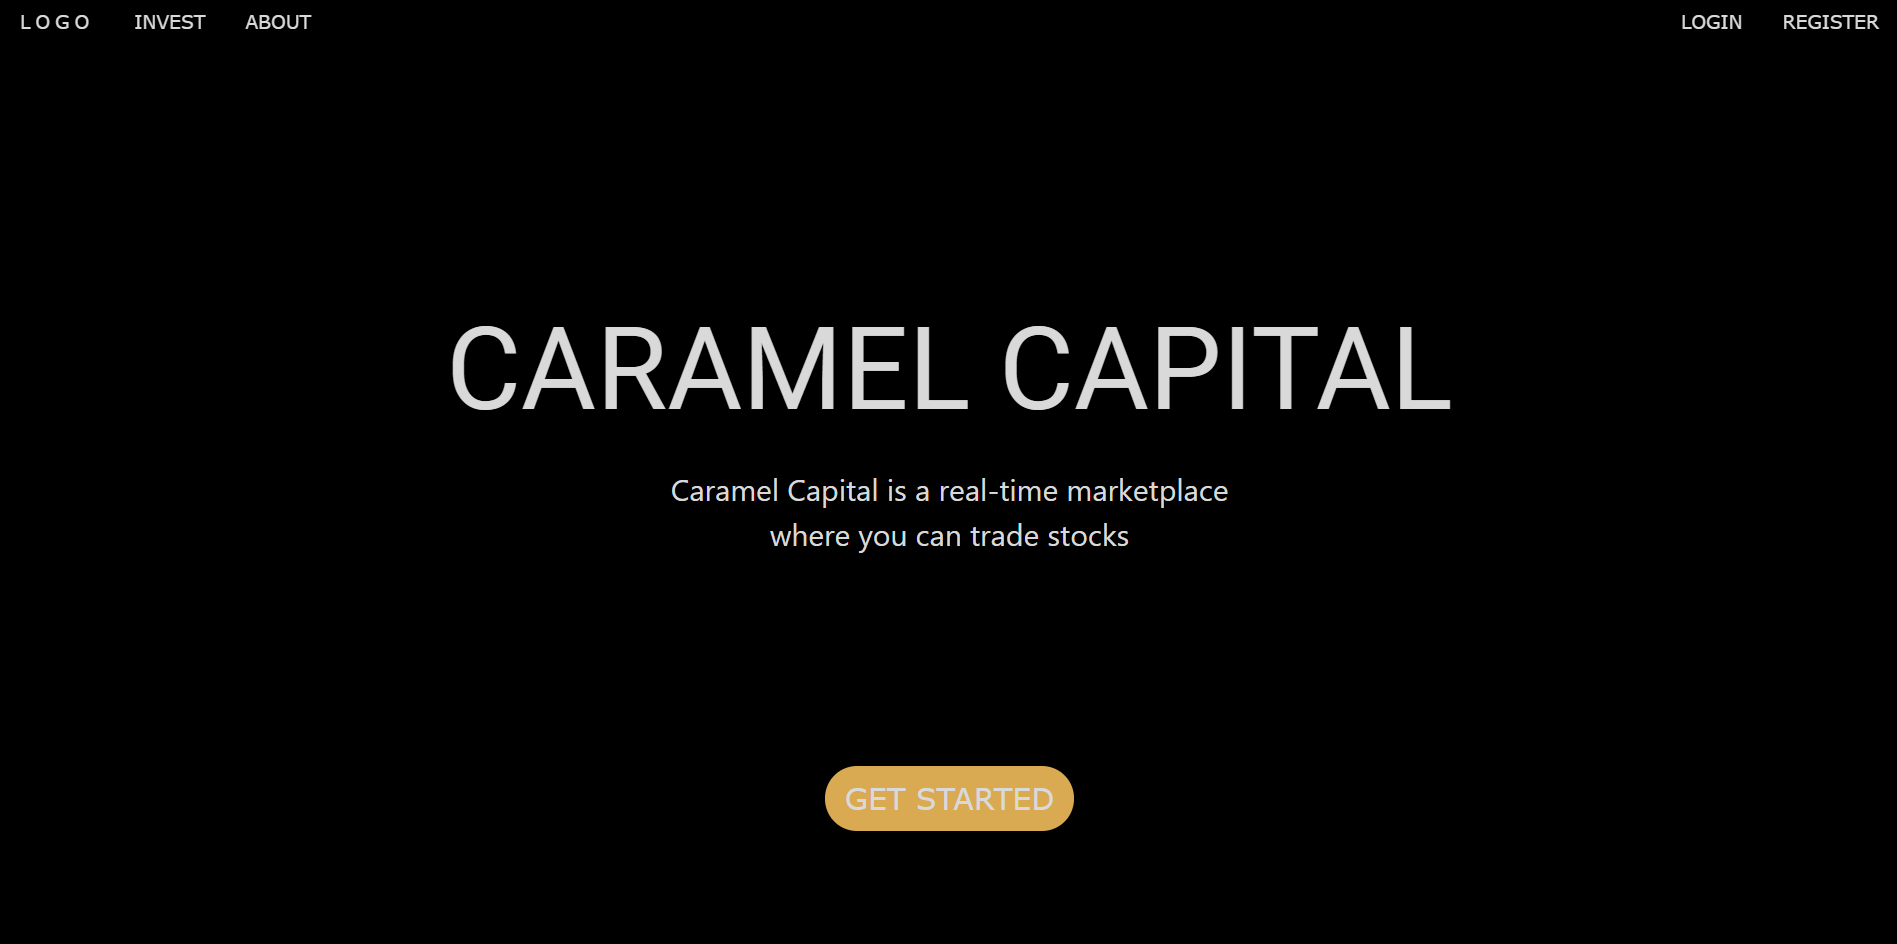 L O G O INVEST ABOUT LOGIN REGISTER
CARAMEL CAPITAL
Caramel Capital is a real-time marketplace
where you can trade stocks
GET STARTED